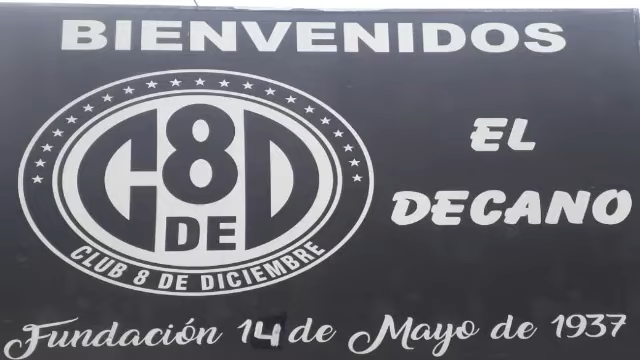 BIENVENIDOS
C8D
DE
CLUB 8 DE DICIEMBRE
EL
DECANO
Fundación 14 de Mayo de 1937